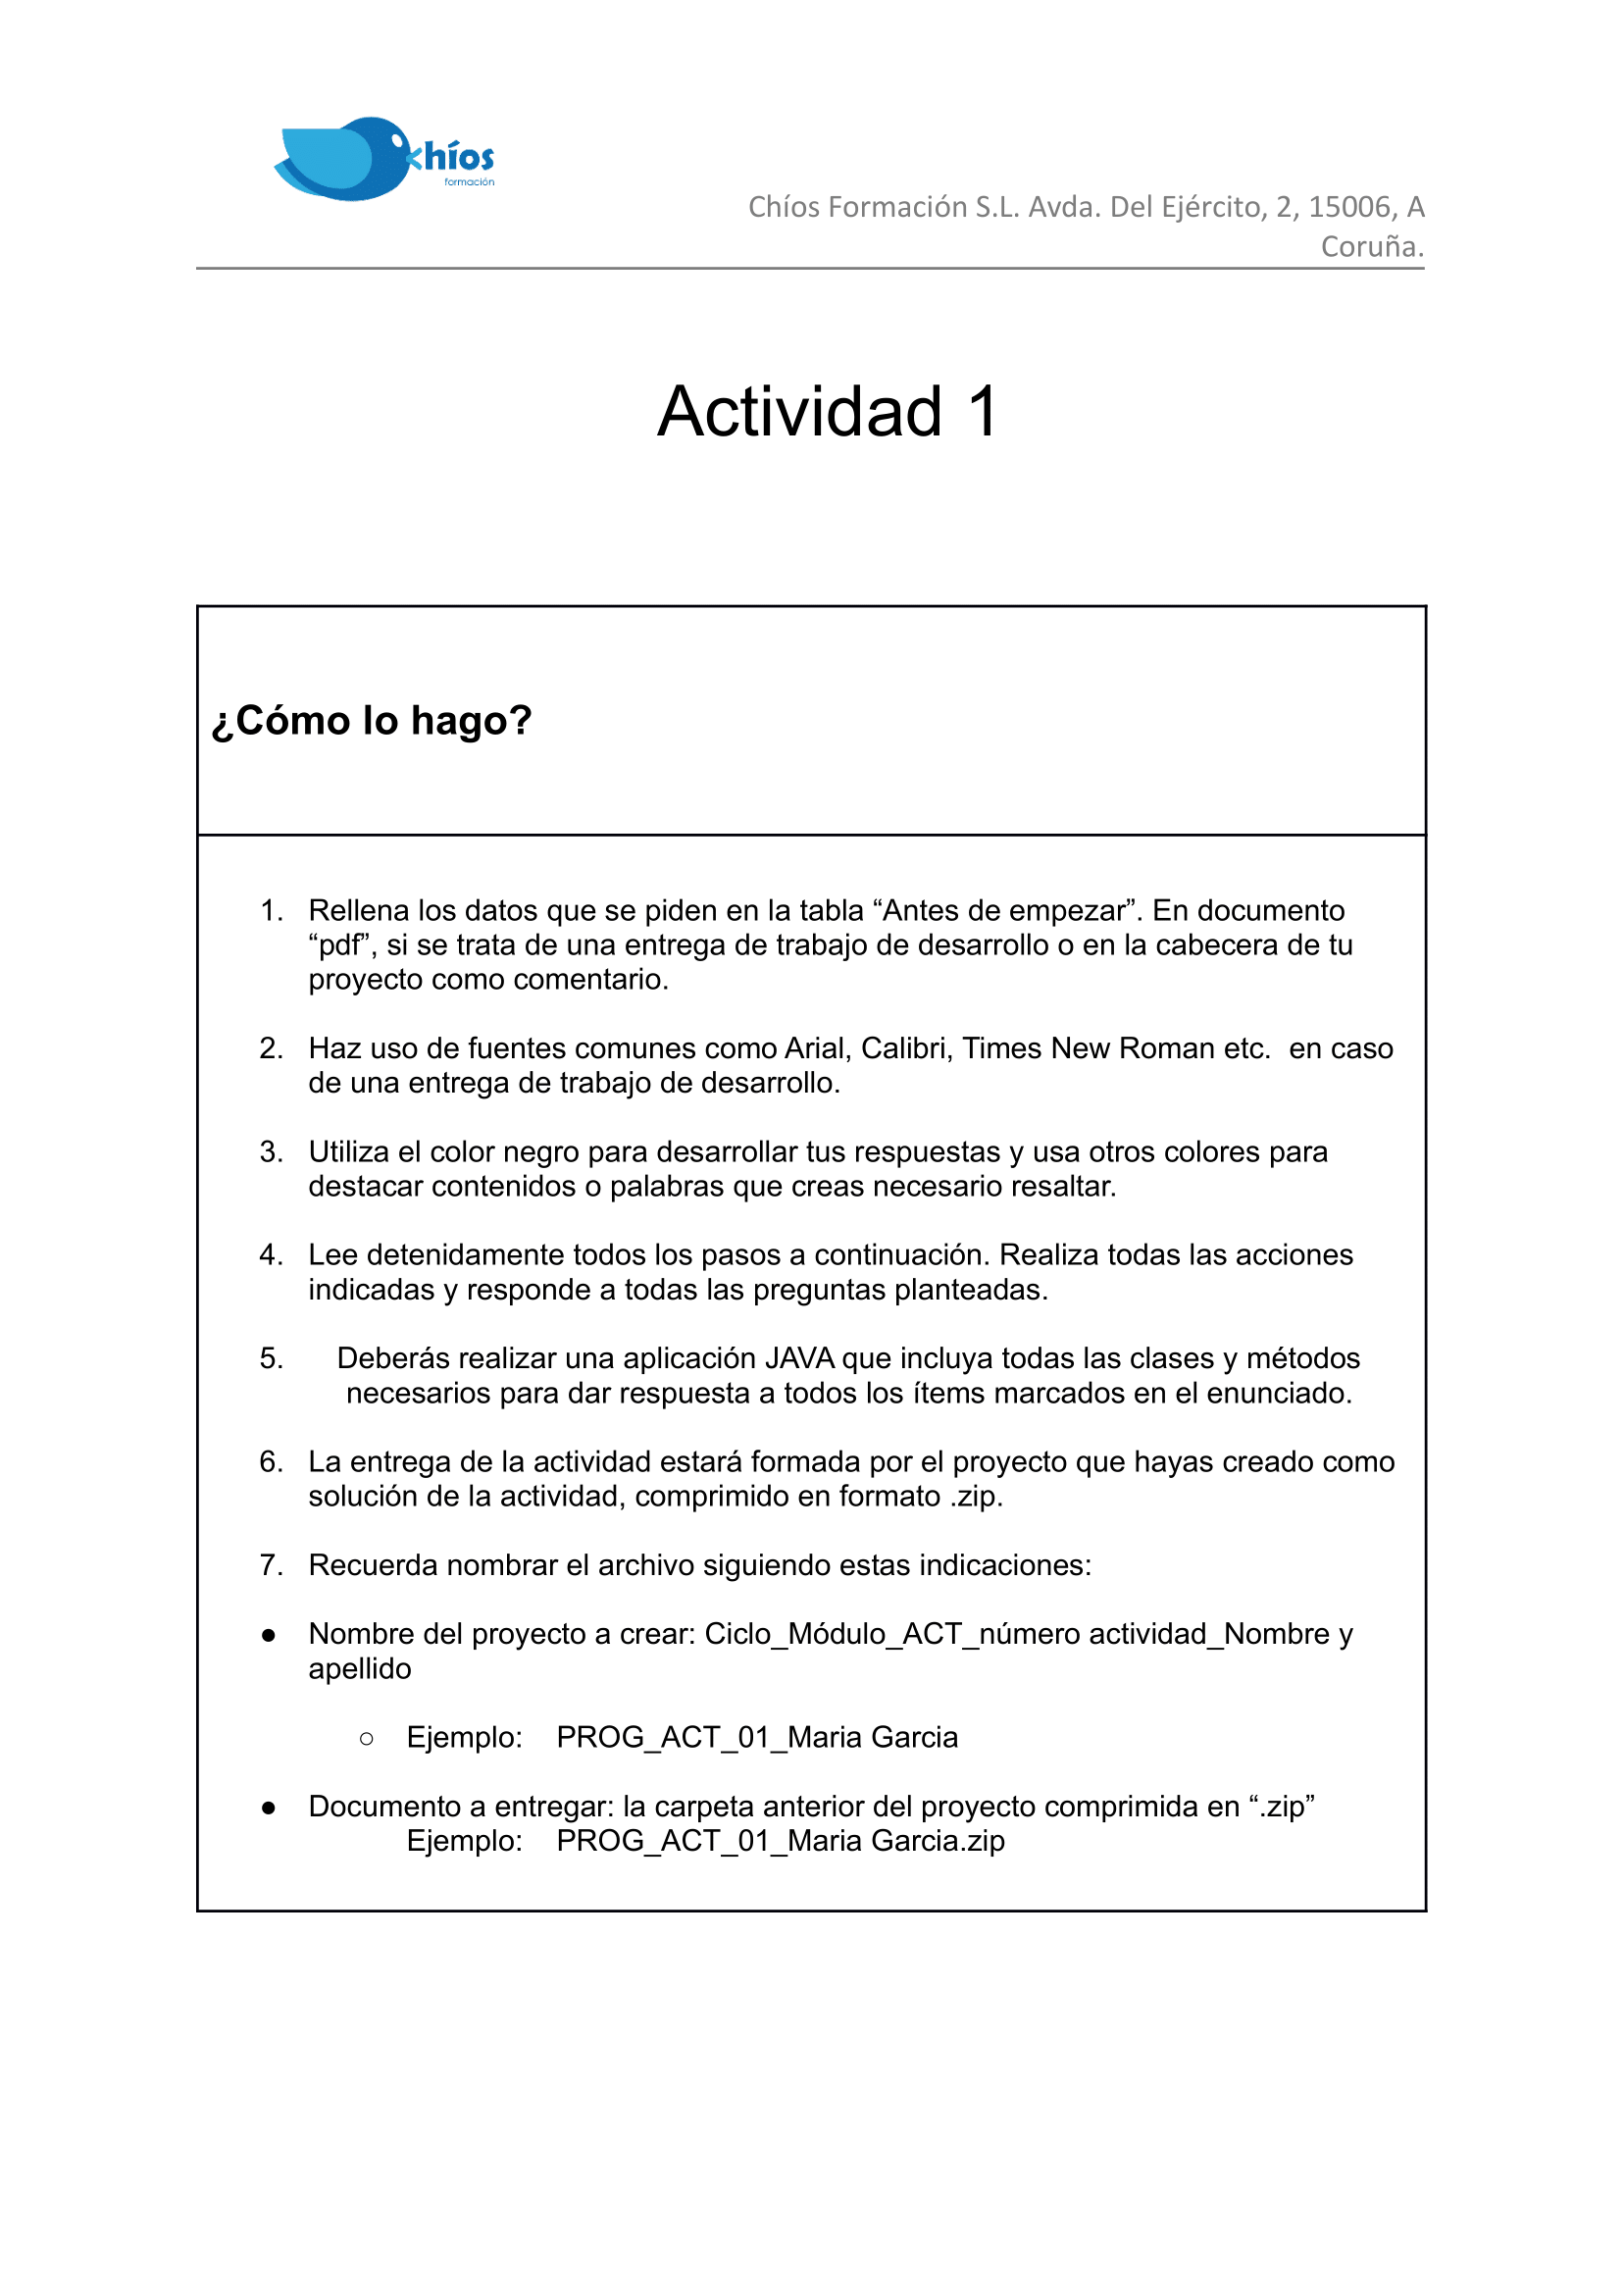 híos
formación
Chíos Formación S.L. Avda. Del Ejército, 2, 15006, A
Coruña.
Actividad 1
¿Cómo lo hago?
1. Rellena los datos que se piden en la tabla “Antes de empezar”. En documento
“pdf”, si se trata de una entrega de trabajo de desarrollo o en la cabecera de tu
proyecto como comentario.
2. Haz uso de fuentes comunes como Arial, Calibri, Times New Roman etc. en caso
de una entrega de trabajo de desarrollo.
3. Utiliza el color negro para desarrollar tus respuestas y usa otros colores para
destacar contenidos o palabras que creas necesario resaltar.
4. Lee detenidamente todos los pasos a continuación. Realiza todas las acciones
indicadas y responde a todas las preguntas planteadas.
5. Deberás realizar una aplicación JAVA que incluya todas las clases y métodos
necesarios para dar respuesta a todos los ítems marcados en el enunciado.
6. La entrega de la actividad estará formada por el proyecto que hayas creado como
solución de la actividad, comprimido en formato .zip.
7. Recuerda nombrar el archivo siguiendo estas indicaciones:
● Nombre del proyecto a crear: Ciclo_Módulo_ACT_número actividad_Nombre y
apellido
○ Ejemplo: PROG_ACT_01_Maria Garcia
● Documento a entregar: la carpeta anterior del proyecto comprimida en “.zip”
Ejemplo: PROG_ACT_01_Maria Garcia.zip